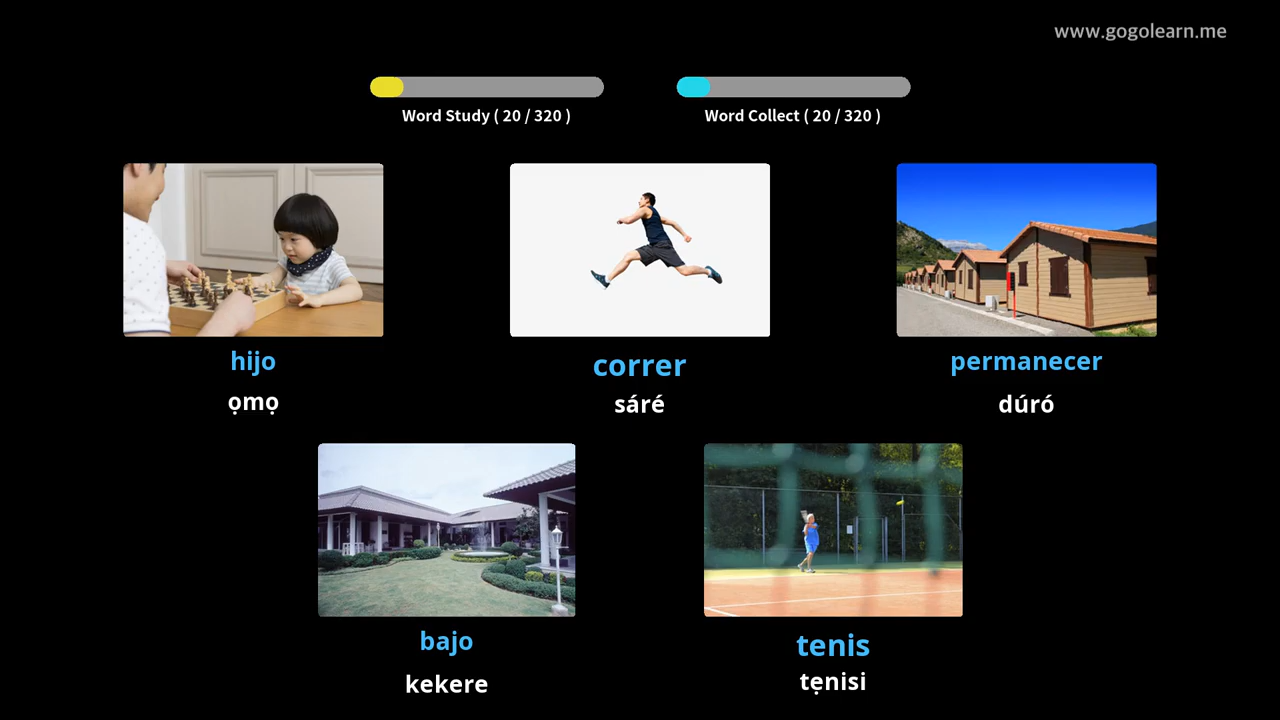 www.gogolearn.me
Word Study ( 20 / 320 )
Word Collect ( 20 / 320 )
hijo
ọmọ
correr
sáré
permanecer
dúró
bajo
kekere
tenis
tẹnisi